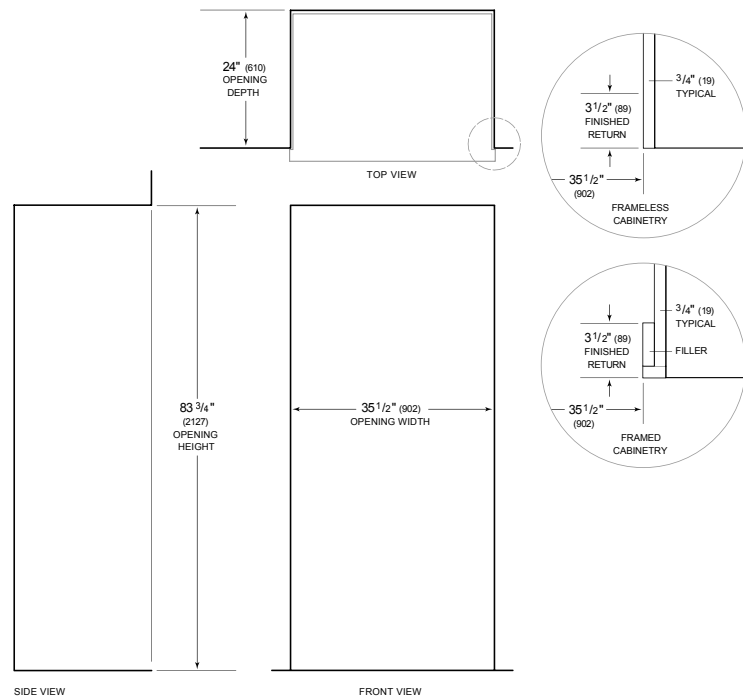 24" (610)
OPENING
DEPTH
TOP VIEW
3/4" (19)
TYPICAL
3 1/2" (89)
FINISHED
RETURN
35 1/2"
(902)
FRAMELESS
CABINETRY
3/4" (19)
TYPICAL
3 1/2" (89)
FINISHED
RETURN
FILLER
35 1/2"
(902)
FRAMED
CABINETRY
83 3/4"
(2127)
OPENING
HEIGHT
35 1/2" (902)
OPENING WIDTH
SIDE VIEW
FRONT VIEW